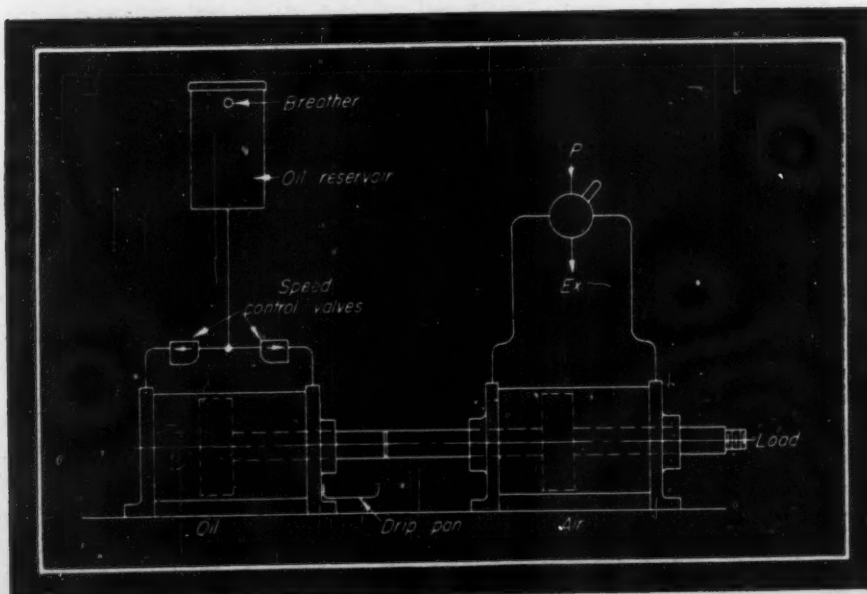 Breather
Oil reservoir
P
Ex
Speed
control valves
Load
Oil
Drip pan
Air